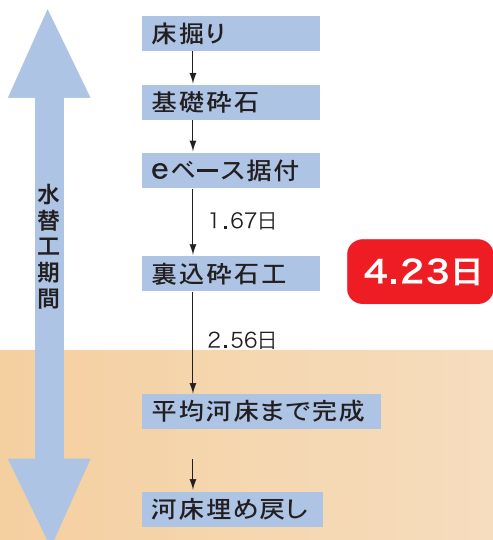 床掘り
基礎砕石
eベース据付
1.67日
水替工期間
裏込砕石工
4.23日
2.56日
平均河床まで完成
河床埋め戻し